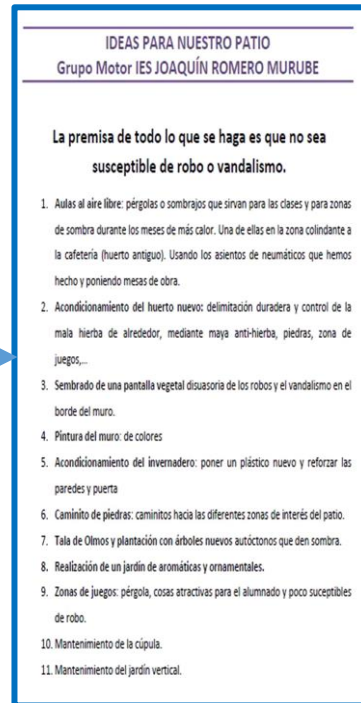 IDEAS PARA NUESTRO PATIO
Grupo Motor IES JOAQUÍN ROMERO MURUBE
La premisa de todo lo que se haga es que no sea
susceptible de robo o vandalismo.
1. Aulas al aire libre: pérgolas o sombrajos que sirvan para las clases y para zonas
de sombra durante los meses de más calor. Una de ellas en la zona colindante a
la cafetería (huerto antiguo). Usando los asientos de neumáticos que hemos
hecho y poniendo mesas de obra.
2. Acondicionamiento del huerto nuevo: delimitación duradera y control de la
mala hierba de alrededor, mediante maya anti-hierba, piedras, zona de
juegos,...
3. Sembrado de una pantalla vegetal disuasoria de los robos y el vandalismo en el
borde del muro.
4. Pintura del muro: de colores
5. Acondicionamiento del invernadero: poner un plástico nuevo y reforzar las
paredes y puerta
6. Caminito de piedras: caminitos hacia las diferentes zonas de interés del patio.
7. Tala de Olmos y plantación con árboles nuevos autóctonos que den sombra.
8. Realización de un jardín de aromáticas y ornamentales.
9. Zonas de juegos: pérgola, cosas atractivas para el alumnado y poco suceptibles
de robo.
10. Mantenimiento de la cúpula.
11. Mantenimiento del jardín vertical.